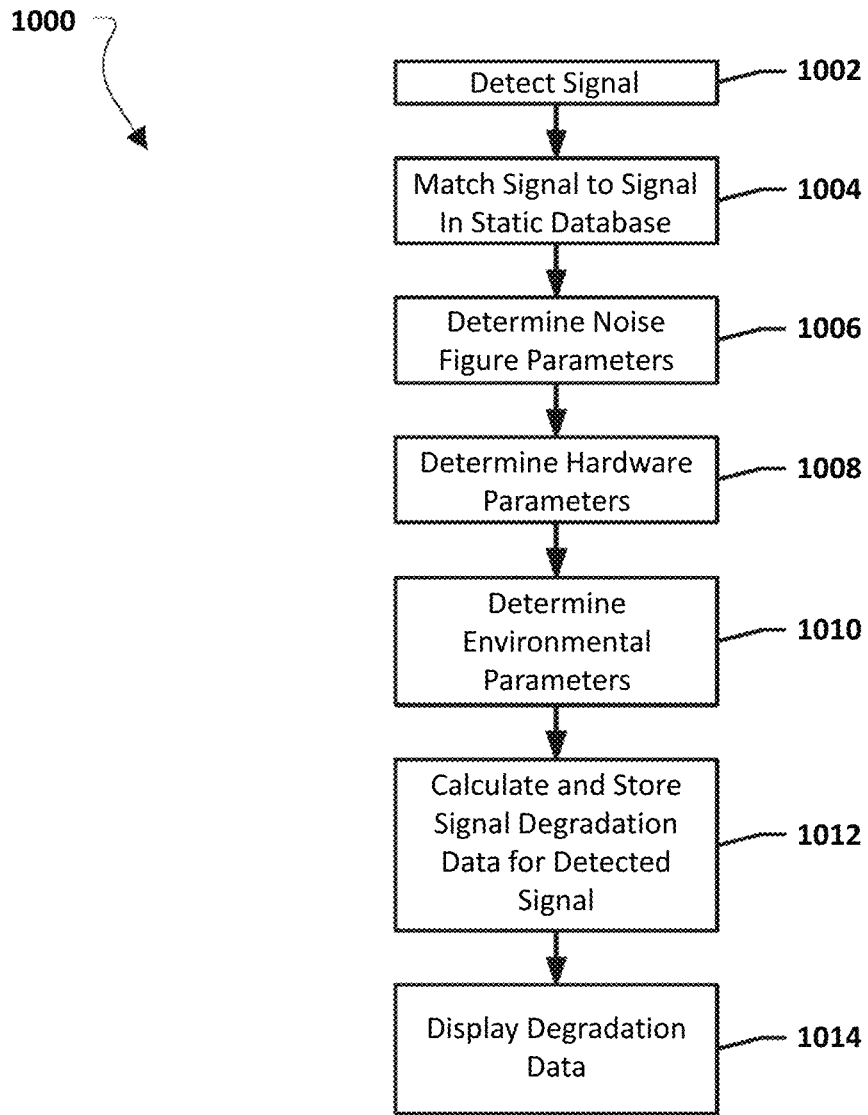 1000
Detect Signal
1002
Match Signal to Signal
In Static Database
1004
Determine Noise
Figure Parameters
1006
Determine Hardware
Parameters
1008
Determine
Environmental
Parameters
1010
Calculate and Store
Signal Degradation
Data for Detected
Signal
1012
Display Degradation
Data
1014